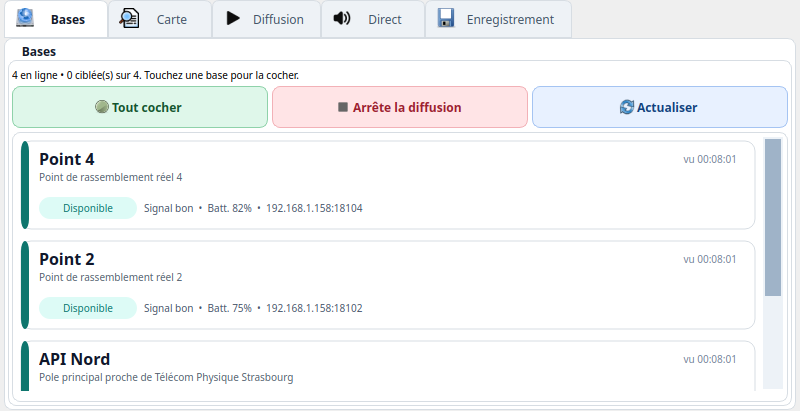 Bases
Carte
Diffusion
Direct
Enregistrement
Bases
4 en ligne • 0 ciblée(s) sur 4. Touchez une base pour la cocher.
Tout cocher
Arrête la diffusion
Actualiser
Point 4
vu 00:08:01
Point de rassemblement réel 4
Disponible
Signal bon • Batt. 82% • 192.168.1.158:18104
Point 2
vu 00:08:01
Point de rassemblement réel 2
Disponible
Signal bon • Batt. 75% • 192.168.1.158:18102
API Nord
vu 00:08:01
Pole principal proche de Télécom Physique Strasbourg